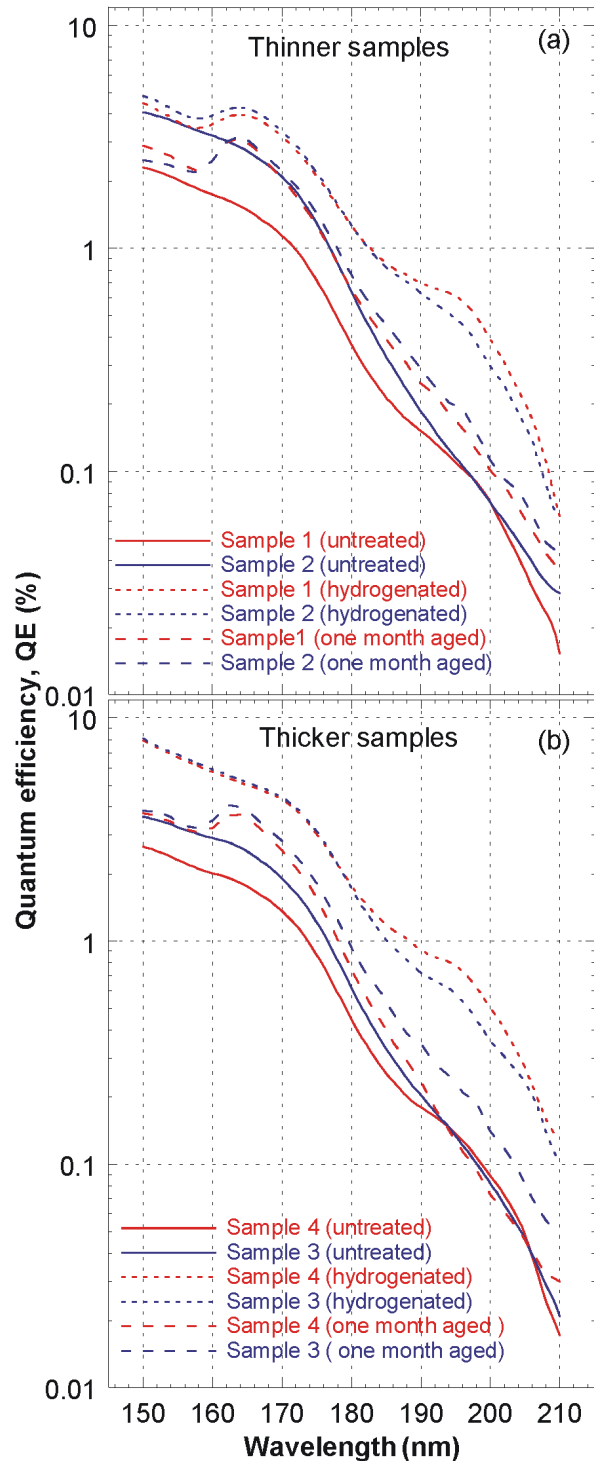 10
Thinner samples
(a)
1
0.1
Sample 1 (untreated)
Sample 2 (untreated)
Sample 1 (hydrogenated)
Sample 2 (hydrogenated)
Sample1 (one month aged)
Sample 2 (one month aged)
0.01
Quantum efficiency, QE (%)
10
Thicker samples
(b)
1
0.1
Sample 4 (untreated)
Sample 3 (untreated)
Sample 4 (hydrogenated)
Sample 3 (hydrogenated)
Sample 4 (one month aged )
Sample 3 ( one month aged)
0.01
150 160 170 180 190 200 210
Wavelength (nm)